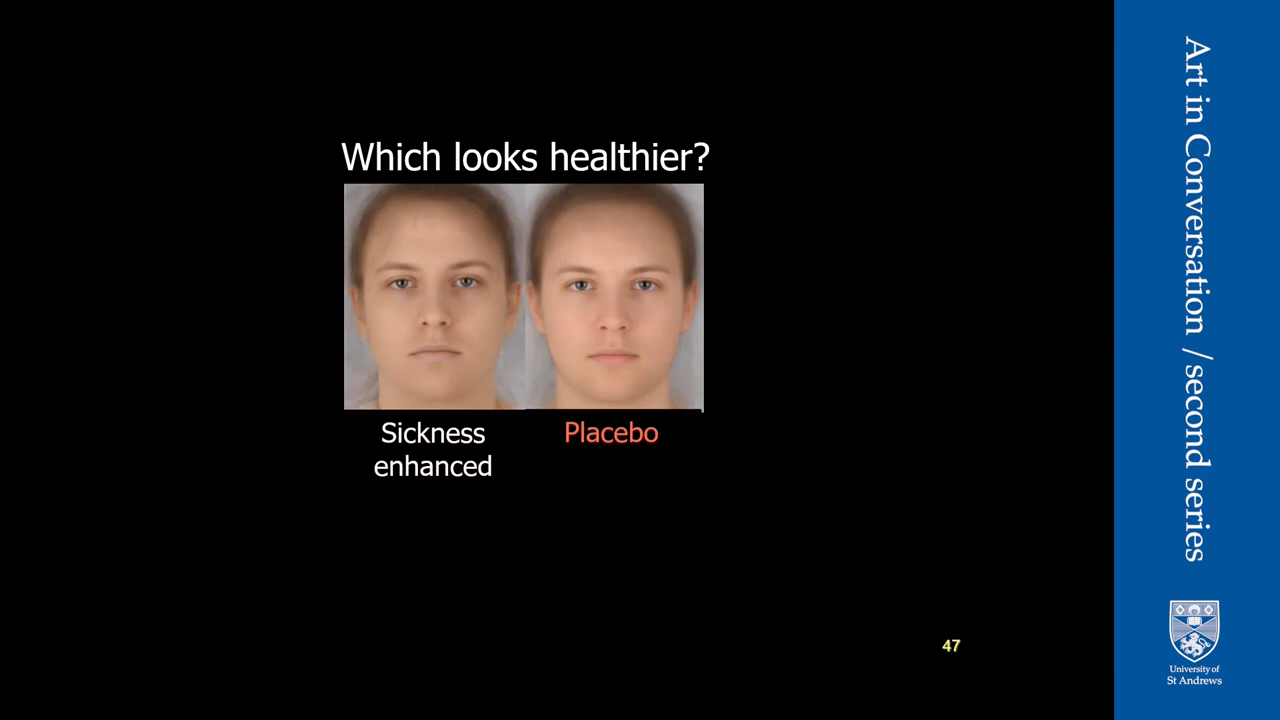 Which looks healthier?
Sickness
enhanced
Placebo
47
Art in Conversation / second series
University of
St Andrews